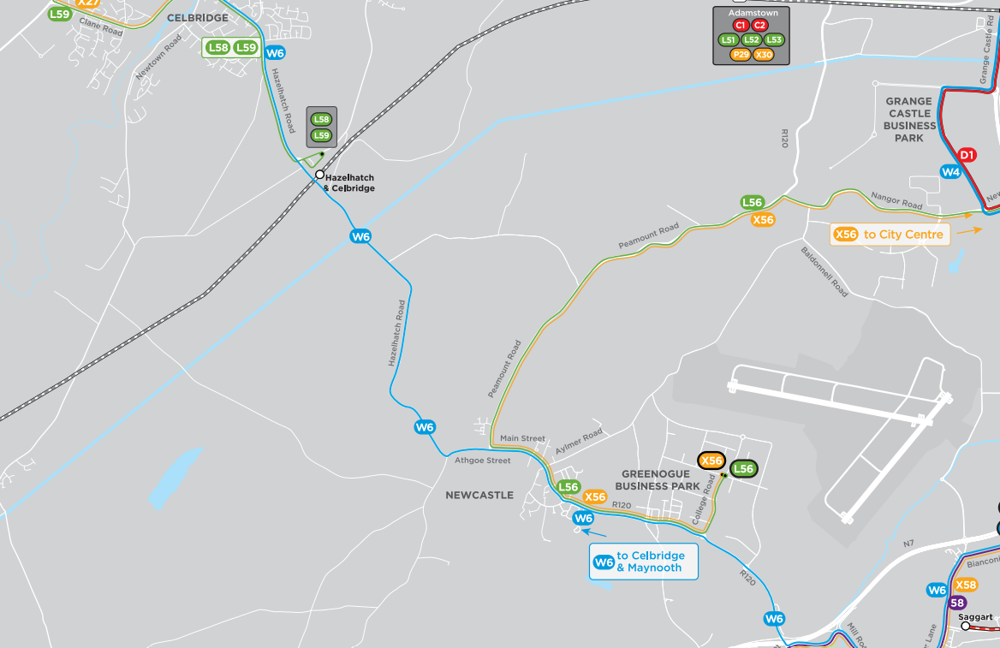 X27
L59
Clane Road
CELBRIDGE
Newtown Road
L58 L59
W6
Hazelhatch Road
L58
L59
Hazelhatch
& Celbridge
Adamstown
C1 C2
L51 L52 L53
P29 X30
Grange Castle Rd
GRANGE
CASTLE
BUSINESS
PARK
R120
D1
W4
L56
X56
Nangor Road
X56 to City Centre
Peamount Road
Baldonnell Road
W6
Hazelhatch Road
Peamount Road
W6
Main Street
Aylmer Road
Athgoe Street
NEWCASTLE
GREENOGUE
BUSINESS PARK
X56
L56
College Road
L56
X56
R120
W6
W6 to Celbridge
& Maynooth
R120
W6
N7
W6
X58
58
Saggart